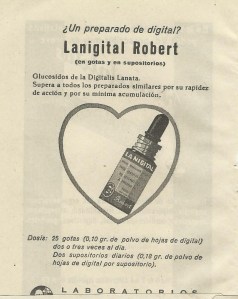 ¿Un preparado de digital?
Lanigital Robert
(en gotas y en supositorios)
Glucosidos de la Digitalis Lanata.
Supera a todos los preparados similares por su rapidez
de acción y por su mínima acumulación.
LANIGITAL
Dosis: 25 gotas (0,10 gr. de polvo de hojas de digital)
dos o tres veces al día.
Dos supositorios diarios (0,10 gr. de polvo de
hojas de digital por supositorio).
LABORATORIOS